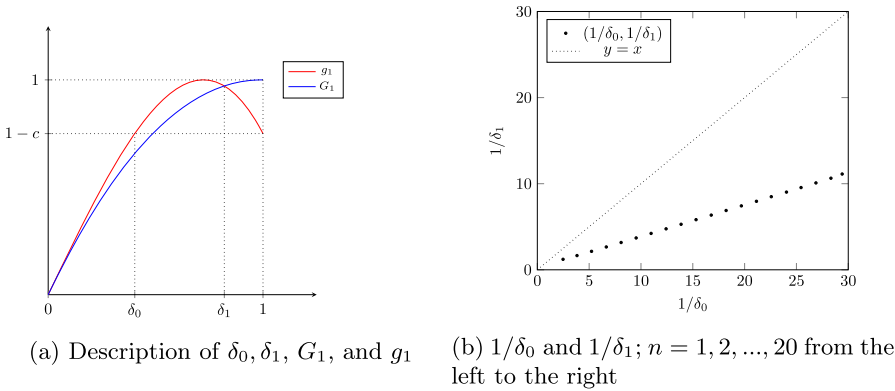 1
1 − c
0
δ₀
δ₁
1
g₁
G₁
(a) Description of δ₀, δ₁, G₁, and g₁
30
20
10
0
0
5
10
15
20
25
30
1/δ₁
1/δ₀
(1/δ₀, 1/δ₁)
y = x
(b) 1/δ₀ and 1/δ₁; n = 1, 2, ..., 20 from the
left to the right